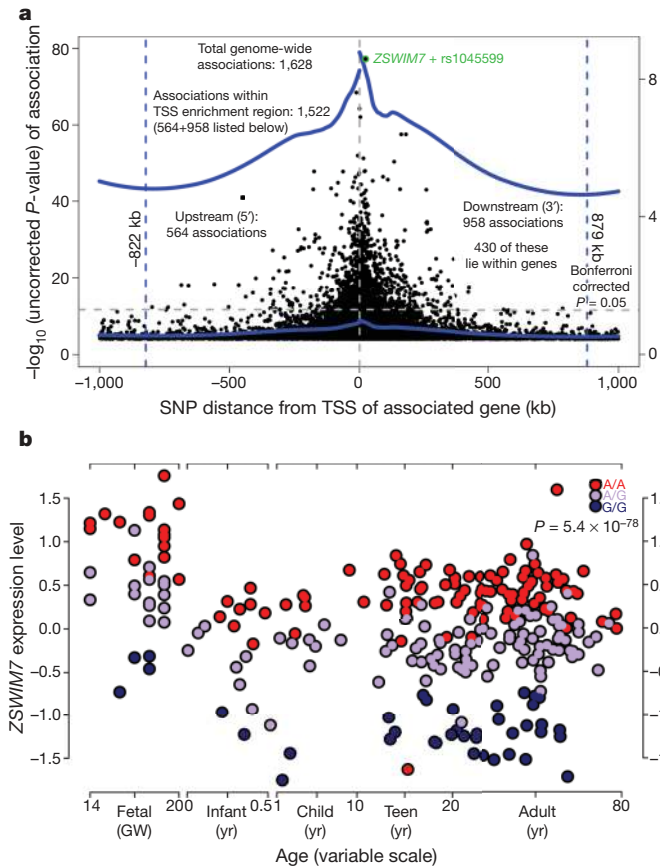 a
Total genome-wide
associations: 1,628
ZSWIM7 + rs1045599
Associations within
TSS enrichment region: 1,522
(564+958 listed below)
Upstream (5′):
564 associations
Downstream (3′):
958 associations
430 of these
lie within genes
−822 kb
879 kb
Bonferroni
corrected
P = 0.05
−log10 (uncorrected P-value) of association
80
60
40
20
0
8
4
0
−1,000
−500
0
500
1,000
SNP distance from TSS of associated gene (kb)
b
A/A
A/G
G/G
P = 5.4 × 10−78
ZSWIM7 expression level
1.5
1.0
0.5
0.0
−0.5
−1.0
−1.5
14
200
0.5
1
10
20
80
Fetal
(GW)
Infant
(yr)
Child
(yr)
Teen
(yr)
Adult
(yr)
Age (variable scale)